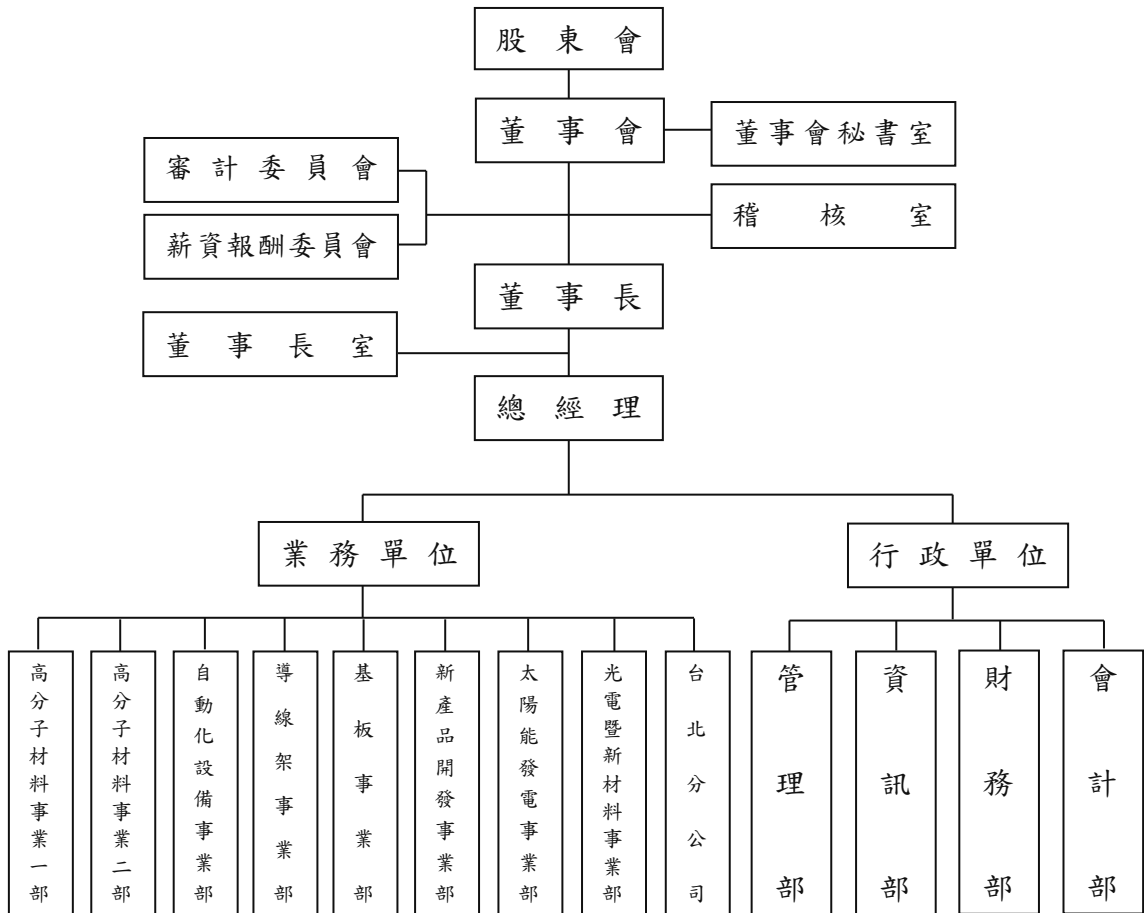 股東會
董事會
董事會秘書室
審計委員會
稽核室
薪資報酬委員會
董事長
董事長室
總經理
業務單位
行政單位
高分子材料事業一部
高分子材料事業二部
自動化設備事業部
導線架事業部
基板事業部
新產品開發事業部
太陽能發電事業部
光電暨新材料事業部
台北分公司
管理部
資訊部
財務部
會計部